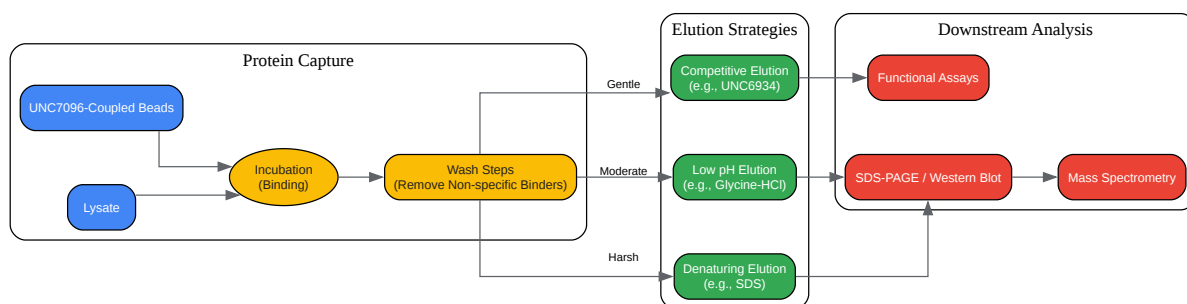 Protein Capture
UNC7096-Coupled Beads
Lysate
Incubation
(Binding)
Wash Steps
(Remove Non-specific Binders)
Gentle
Moderate
Harsh
Elution Strategies
Competitive Elution
(e.g., UNC6934)
Low pH Elution
(e.g., Glycine-HCl)
Denaturing Elution
(e.g., SDS)
Downstream Analysis
Functional Assays
SDS-PAGE / Western Blot
Mass Spectrometry